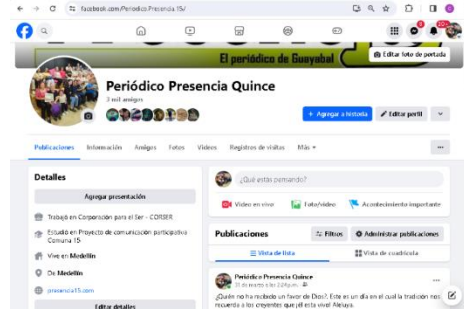 facebook.com/Periodico.Presencia.15/
El periódico de Guayabal
Editar foto de portada
Periódico Presencia Quince
3 mil amigos
+ Agregar a historia
Editar perfil
Publicaciones
Información
Amigos
Fotos
Videos
Registros de visitas
Más
Detalles
Agregar presentación
Trabajó en Corporación para el Ser - CORSER
Estudió en Proyecto de comunicación participativa
Comuna 15
Vive en Medellín
De Medellín
presencia15.com
Editar detalles
¿Qué estás pensando?
Video en vivo
Foto/video
Acontecimiento importante
Publicaciones
Filtros
Administrar publicaciones
Vista de lista
Vista de cuadrícula
Periódico Presencia Quince
31 de marzo a las
¿Quién no ha recibido un favor de Dios?. Este es un día en el cual la tradición nos
recuerda a los creyentes que ¡él está vivo! Aleluya.